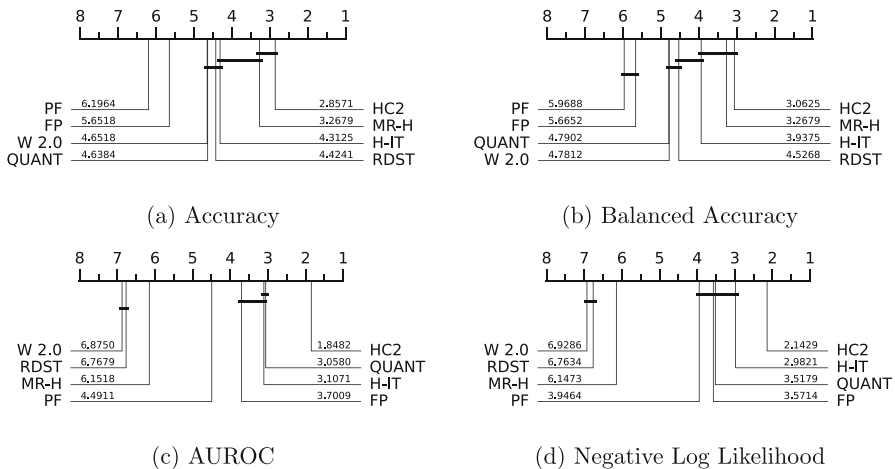 8 7 6 5 4 3 2 1
PF 6.1964 2.8571 HC2
FP 5.6518 3.2679 MR-H
W 2.0 4.6518 4.3125 H-IT
QUANT 4.6384 4.4241 RDST
(a) Accuracy
8 7 6 5 4 3 2 1
PF 5.9688 3.0625 HC2
FP 5.6652 3.2679 MR-H
QUANT 4.7902 3.9375 H-IT
W 2.0 4.7812 4.5268 RDST
(b) Balanced Accuracy
8 7 6 5 4 3 2 1
W 2.0 6.8750 1.8482 HC2
RDST 6.7679 3.0580 QUANT
MR-H 6.1518 3.1071 H-IT
PF 4.4911 3.7009 FP
(c) AUROC
8 7 6 5 4 3 2 1
W 2.0 6.9286 2.1429 HC2
RDST 6.7634 2.9821 H-IT
MR-H 6.1473 3.5179 QUANT
PF 3.9464 3.5714 FP
(d) Negative Log Likelihood